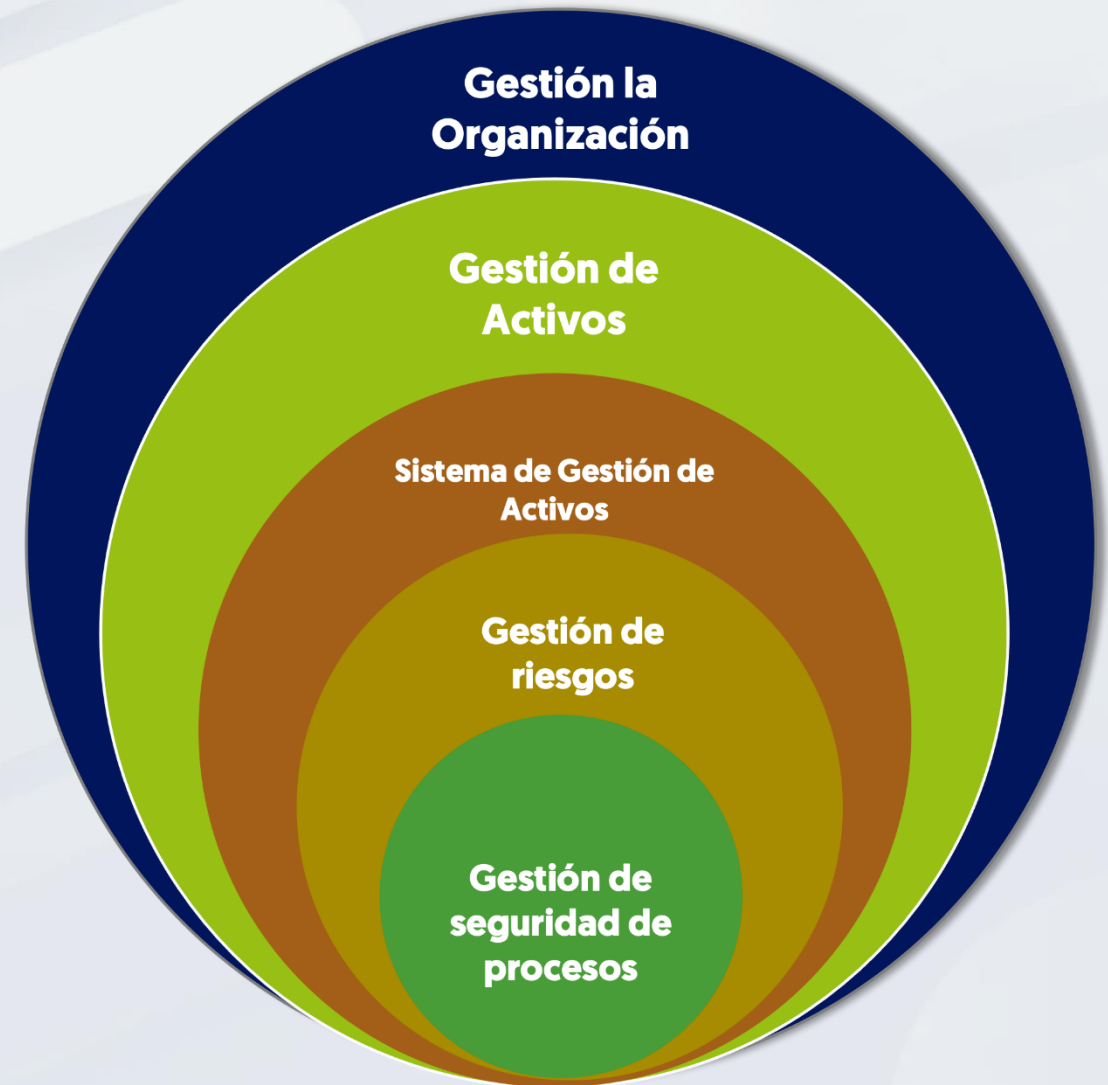 Gestión la
Organización
Gestión de
Activos
Sistema de Gestión de
Activos
Gestión de
riesgos
Gestión de
seguridad de
procesos